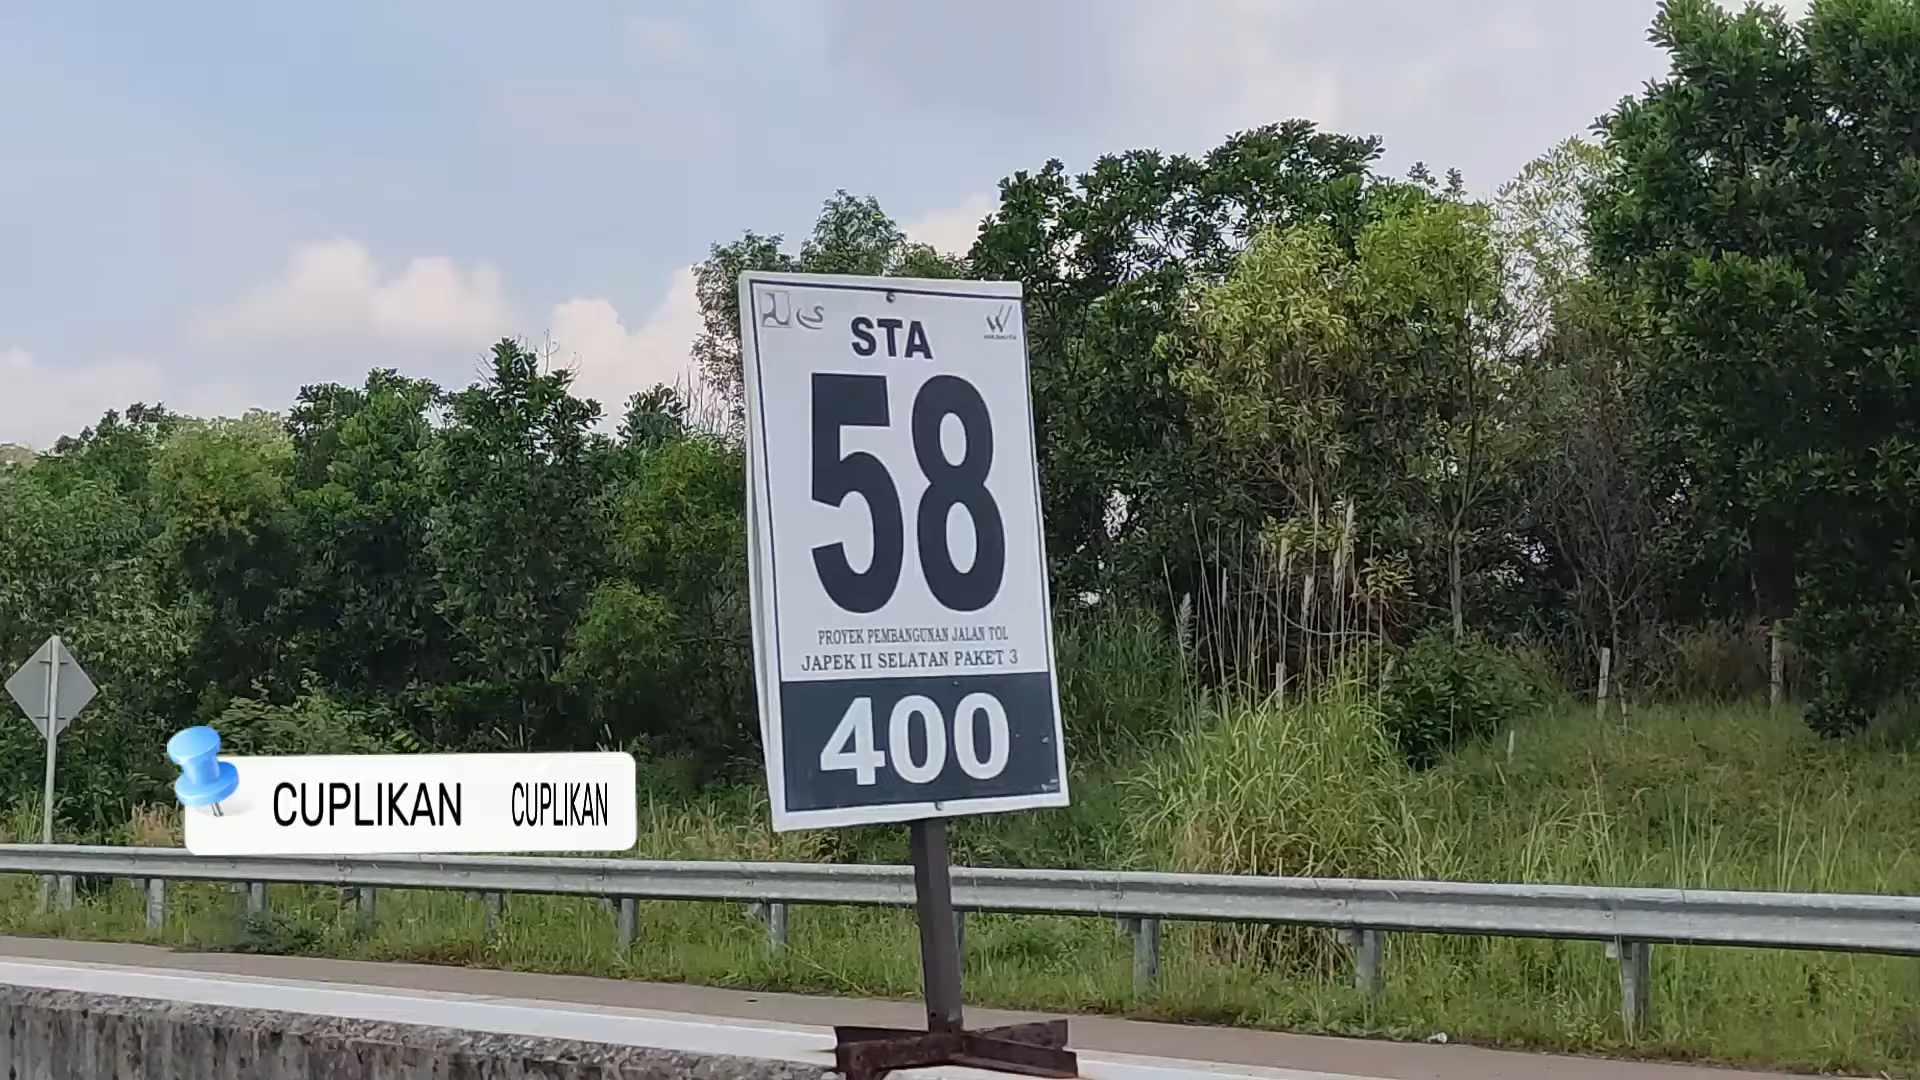 STA
58
PROYEK PEMBANGUNAN JALAN TOL
JAPEK II SELATAN PAKET 3
400
CUPLIKAN CUPLIKAN